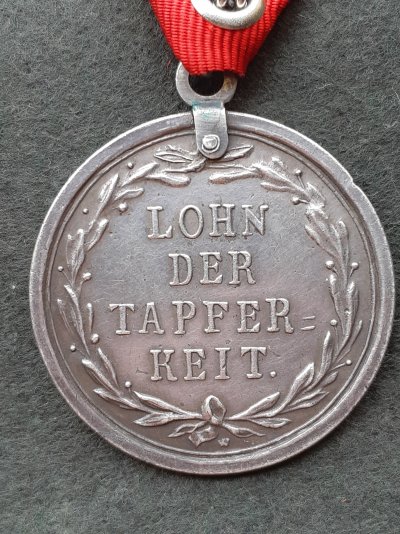 LOHN
DER
TAPFER=
KEIT.